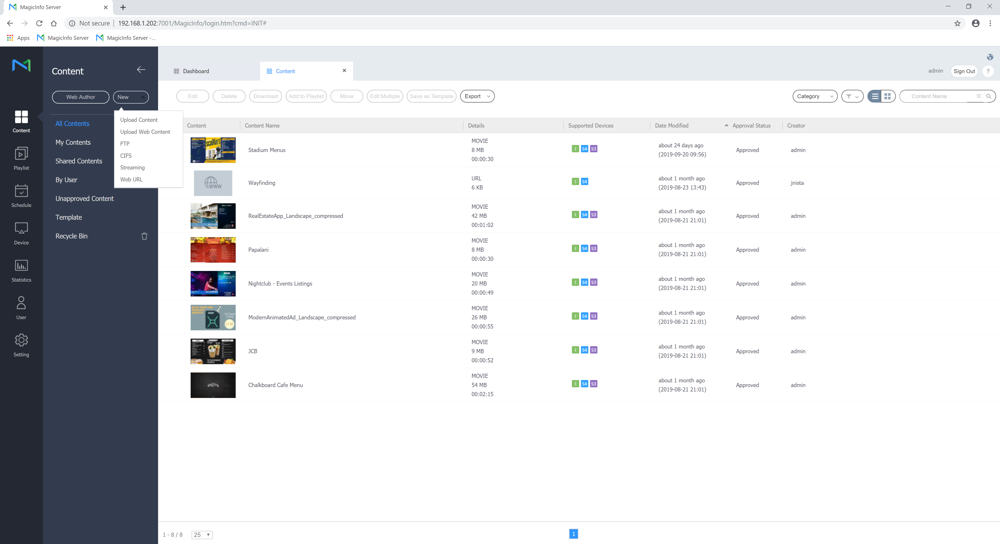 MagicInfo Server
Not secure | 192.168.1.202:7001/MagicInfo/login.htm?cmd=INIT#
Apps MagicInfo Server MagicInfo Server -...
Content
Dashboard Content
admin Sign Out ?
Web Author New
Edit Delete Download Add to Playlist Move Edit Multiple Save as Template Export
Category Content Name
Upload Content
Upload Web Content
FTP
CIFS
Streaming
Web URL
All Contents
My Contents
Shared Contents
By User
Unapproved Content
Template
Recycle Bin
Content
Playlist
Schedule
Device
Statistics
User
Setting
Content Content Name Details Supported Devices Date Modified Approval Status Creator
SCARVES
Stadium Menus
MOVIE
8 MB
00:00:30
I S4 S3
about 24 days ago
(2019-09-20 09:56)
Approved
admin
WWW
Wayfinding
URL
6 KB
I S4
about 1 month ago
(2019-08-23 13:43)
Approved
jnista
RealEstateApp_Landscape_compressed
MOVIE
42 MB
00:01:02
I S4 S3
about 1 month ago
(2019-08-21 21:01)
Approved
admin
Papalani
MOVIE
8 MB
00:00:30
I S4 S3
about 1 month ago
(2019-08-21 21:01)
Approved
admin
MOD
Nightclub - Events Listings
MOVIE
20 MB
00:00:49
I S4 S3
about 1 month ago
(2019-08-21 21:01)
Approved
admin
KEEP YOUR CAR
RUNNING
SMOOTH
27.99
ModernAnimatedAd_Landscape_compressed
MOVIE
26 MB
00:00:55
I S4 S3
about 1 month ago
(2019-08-21 21:01)
Approved
admin
JCB
MOVIE
9 MB
00:00:52
I S4 S3
about 1 month ago
(2019-08-21 21:01)
Approved
admin
Chalkboard Cafe Menu
MOVIE
54 MB
00:02:15
I S4 S3
about 1 month ago
(2019-08-21 21:01)
Approved
admin
1 - 8 / 8 25 1